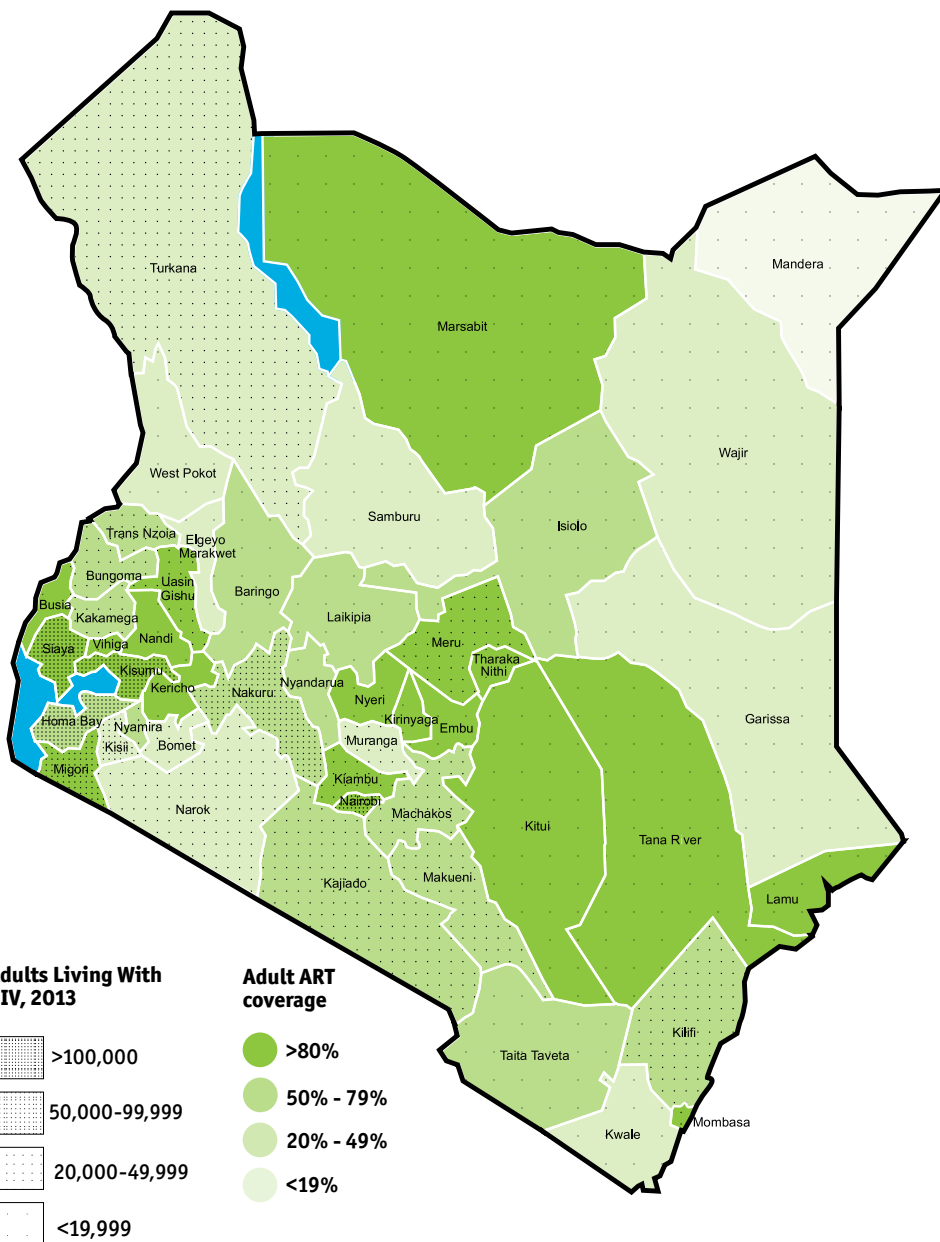 Turkana
Mandera
Marsabit
Wajir
West Pokot
Samburu
Isiolo
Trans Nzoia
Elgeyo
Marakwet
Bungoma
Uasin
Gishu
Baringo
Busia
Kakamega
Laikipia
Nandi
Meru
Siaya
Vihiga
Tharaka
Nithi
Kisumu
Kericho
Nakuru
Nyandarua
Nyeri
Homa Bay
Nyamira
Kirinyaga
Embu
Garissa
Kisii
Bomet
Muranga
Migori
Kiambu
Nairobi
Narok
Machakos
Kitui
Tana R ver
Kajiado
Makueni
Lamu
Kilifi
Taita Taveta
Mombasa
Kwale
dults Living With
IV, 2013
>100,000
50,000-99,999
20,000-49,999
<19,999
Adult ART
coverage
>80%
50% - 79%
20% - 49%
<19%